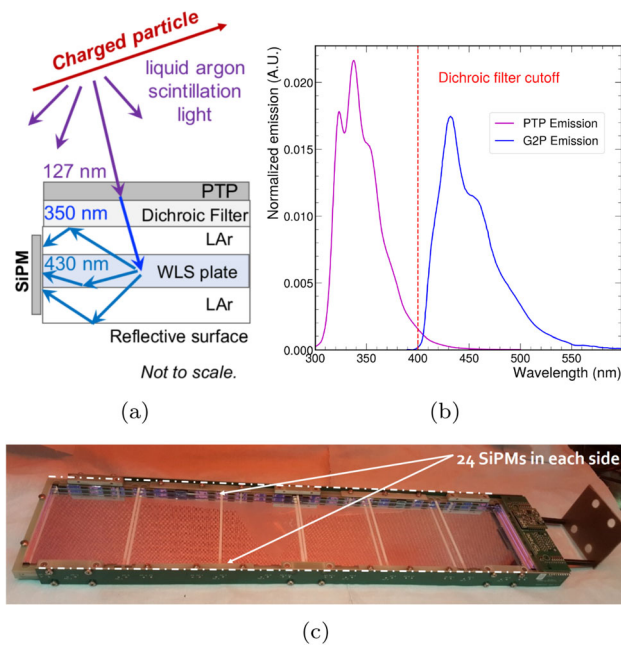 Charged particle
liquid argon
scintillation
light
127 nm
PTP
350 nm
Dichroic Filter
LAr
SiPM
430 nm
WLS plate
LAr
Reflective surface
Not to scale.
(a)
Normalized emission (A.U.)
0.020
0.015
0.010
0.005
0.000
Dichroic filter cutoff
PTP Emission
G2P Emission
300
350
400
450
500
550
Wavelength (nm)
(b)
24 SiPMs in each side
(c)